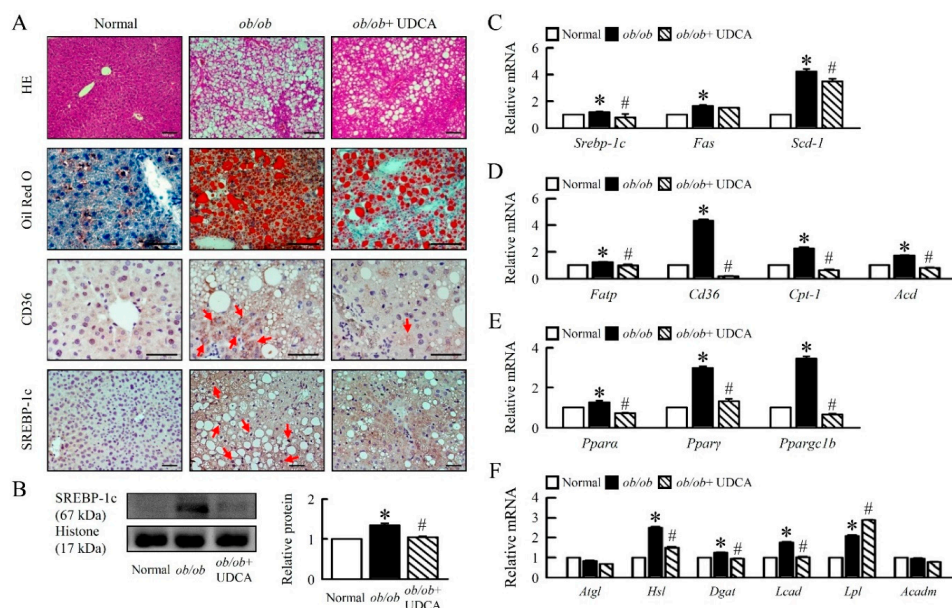 A
Normal
ob/ob
ob/ob+ UDCA
HE
Oil Red O
CD36
SREBP-1c
B
SREBP-1c
(67 kDa)
Histone
(17 kDa)
Normal ob/ob ob/ob+
UDCA
Relative protein
2
1
0
*
#
Normal ob/ob ob/ob+
UDCA
C
Normal ob/ob ob/ob+ UDCA
Relative mRNA
6
4
2
0
* # * * #
Srebp-1c Fas Scd-1
D
Normal ob/ob ob/ob+ UDCA
Relative mRNA
6
4
2
0
* # * # * # * #
Fatp Cd36 Cpt-1 Acd
E
Normal ob/ob ob/ob+ UDCA
Relative mRNA
4
2
0
* # * # * #
Pparα Pparγ Ppargc1b
F
Normal ob/ob ob/ob+ UDCA
Relative mRNA
4
3
2
1
0
* # * # * # * #
Atgl Hsl Dgat Lcad Lpl Acadm